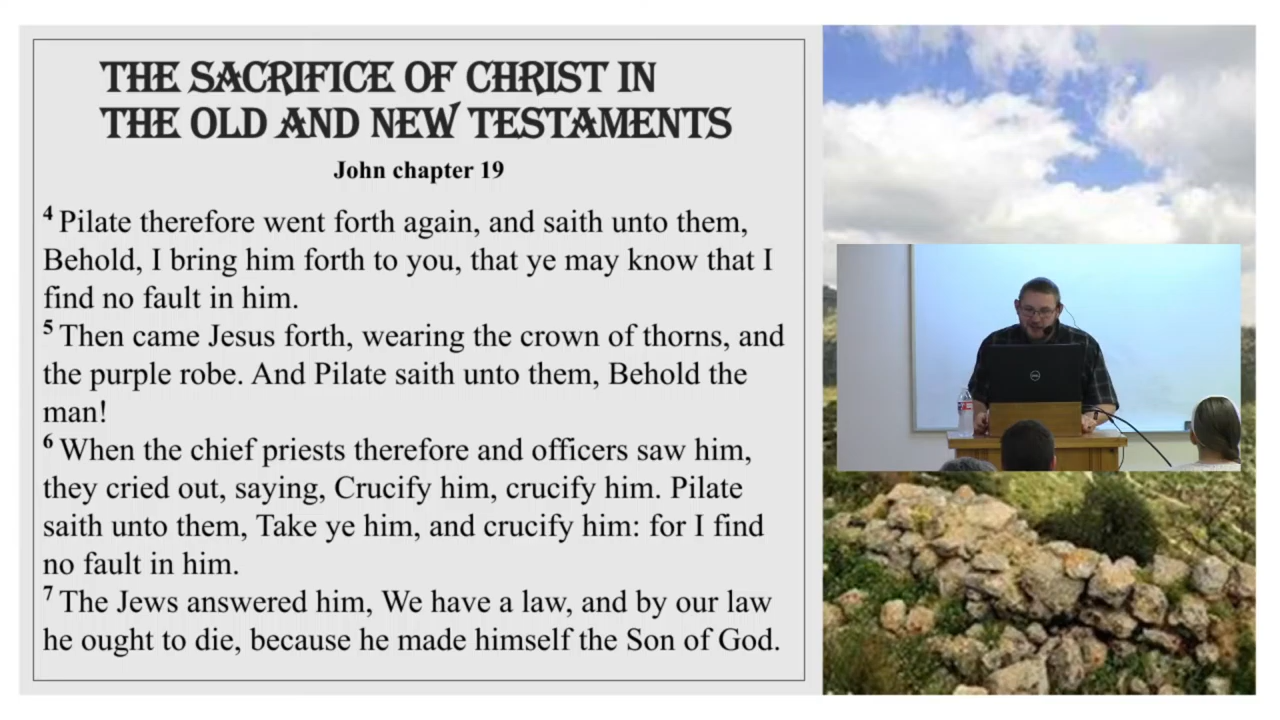 THE SACRIFICE OF CHRIST IN
THE OLD AND NEW TESTAMENTS
John chapter 19
4 Pilate therefore went forth again, and saith unto them,
Behold, I bring him forth to you, that ye may know that I
find no fault in him.
5 Then came Jesus forth, wearing the crown of thorns, and
the purple robe. And Pilate saith unto them, Behold the
man!
6 When the chief priests therefore and officers saw him,
they cried out, saying, Crucify him, crucify him. Pilate
saith unto them, Take ye him, and crucify him: for I find
no fault in him.
7 The Jews answered him, We have a law, and by our law
he ought to die, because he made himself the Son of God.
DELL